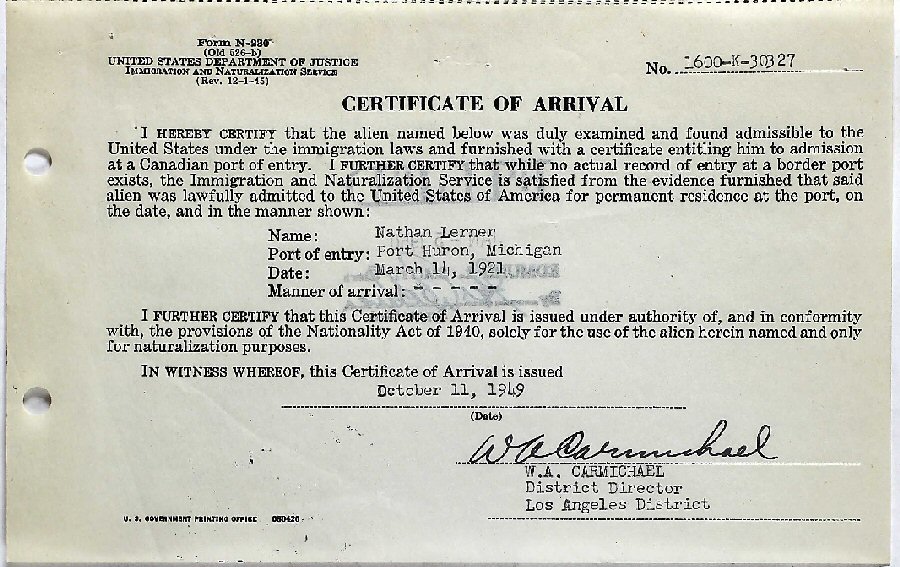 Form N-230
(Old 626-b)
UNITED STATES DEPARTMENT OF JUSTICE
IMMIGRATION AND NATURALIZATION SERVICE
(Rev. 12-1-45)
No. 1600-K-30327
CERTIFICATE OF ARRIVAL
I HEREBY CERTIFY that the alien named below was duly examined and found admissible to the
United States under the immigration laws and furnished with a certificate entitling him to admission
at a Canadian port of entry. I FURTHER CERTIFY that while no actual record of entry at a border port
exists, the Immigration and Naturalization Service is satisfied from the evidence furnished that said
alien was lawfully admitted to the United States of America for permanent residence at the port, on
the date, and in the manner shown:
Name: Nathan Lerner
Port of entry: Port Huron, Michigan
Date: March 14, 1921
Manner of arrival: - - - - -
I FURTHER CERTIFY that this Certificate of Arrival is issued under authority of, and in conformity
with, the provisions of the Nationality Act of 1940, solely for the use of the alien herein named and only
for naturalization purposes.
IN WITNESS WHEREOF, this Certificate of Arrival is issued
October 11, 1949
(Date)
W A Carmichael
W.A. CARMICHAEL
District Director
Los Angeles District
U. S. GOVERNMENT PRINTING OFFICE